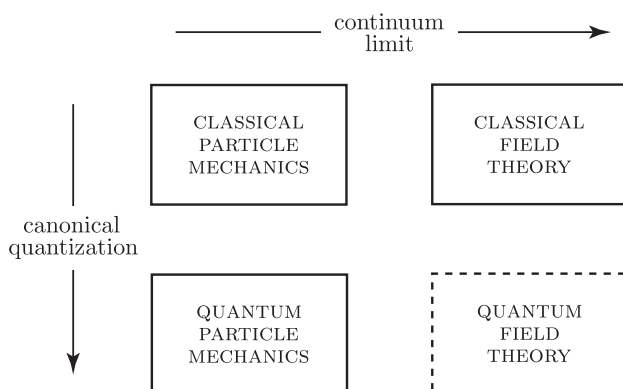 continuum
limit
CLASSICAL
PARTICLE
MECHANICS
CLASSICAL
FIELD
THEORY
canonical
quantization
QUANTUM
PARTICLE
MECHANICS
QUANTUM
FIELD
THEORY